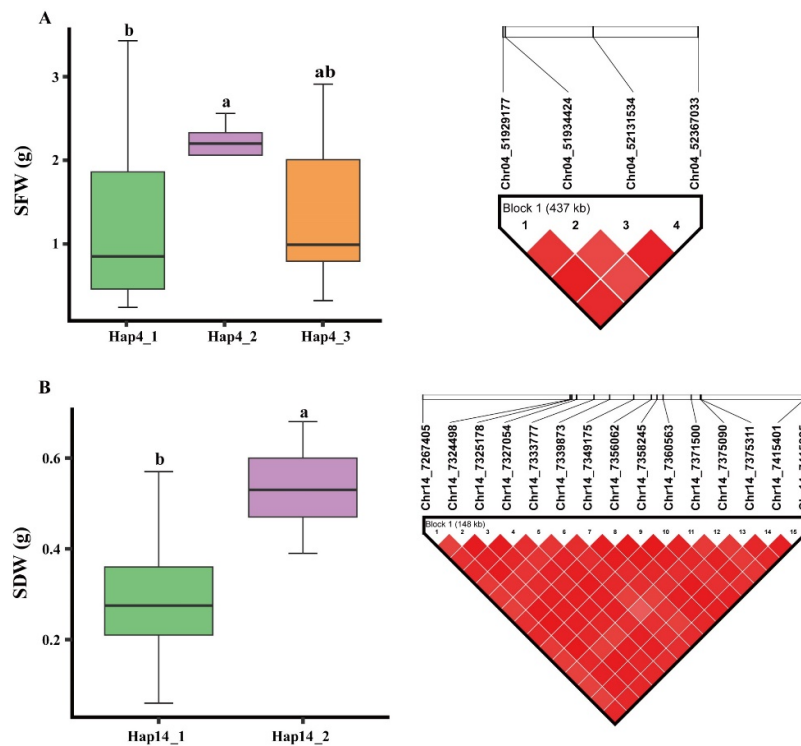 A
b
a
ab
3
2
1
SFW (g)
Hap4_1 Hap4_2 Hap4_3
Chr04_51929177
Chr04_51934424
Chr04_52131534
Chr04_52367033
Block 1 (437 kb)
1 2 3 4
B
b
a
0.6
0.4
0.2
SDW (g)
Hap14_1 Hap14_2
Chr14_7267405
Chr14_7324498
Chr14_7325178
Chr14_7327054
Chr14_7333777
Chr14_7339873
Chr14_7349175
Chr14_7356062
Chr14_7358245
Chr14_7360563
Chr14_7371500
Chr14_7375090
Chr14_7375311
Chr14_7415401
Block 1 (148 kb)
1 2 3 4 5 6 7 8 9 10 11 12 13 14 15